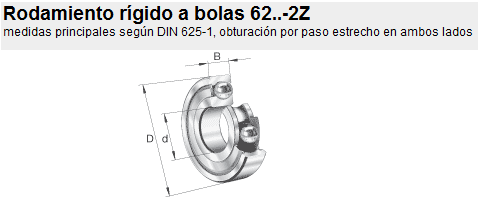 Rodamiento rígido a bolas 62..-2Z
medidas principales según DIN 625-1, obturación por paso estrecho en ambos lados
B
D
d